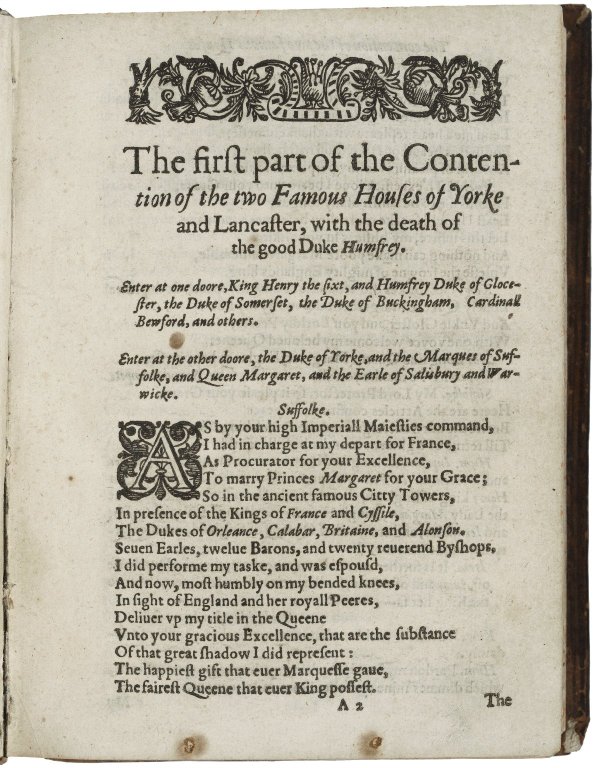 The firſt part of the Conten-
tion of the two Famous Houſes of Yorke
and Lancaſter, with the death of
the good Duke Humfrey.
Enter at one doore, King Henry the ſixt, and Humfrey Duke of Gloce-
ſter, the Duke of Somerſet, the Duke of Buckingham, Cardinall
Bewford, and others.
Enter at the other doore, the Duke of Yorke, and the Marques of Suf-
folke, and Queen Margaret, and the Earle of Salisbury and War-
wicke.
Suffolke.
AS by your high Imperiall Maieſties command,
I had in charge at my depart for France,
As Procurator for your Excellence,
To marry Princes Margaret for your Grace;
So in the ancient famous Citty Towers,
In preſence of the Kings of France and Cyſſile,
The Dukes of Orleance, Calabar, Britaine, and Alonſon.
Seuen Earles, twelue Barons, and twenty reuerend Byſhops,
I did performe my taske, and was eſpouſd,
And now, moſt humbly on my bended knees,
In ſight of England and her royall Peeres,
Deliuer vp my title in the Queene
Vnto your gracious Excellence, that are the ſubſtance
Of that great ſhadow I did repreſent:
The happieſt gift that euer Marqueſſe gaue,
The faireſt Queene that euer King poſſeſt.
A 2 The